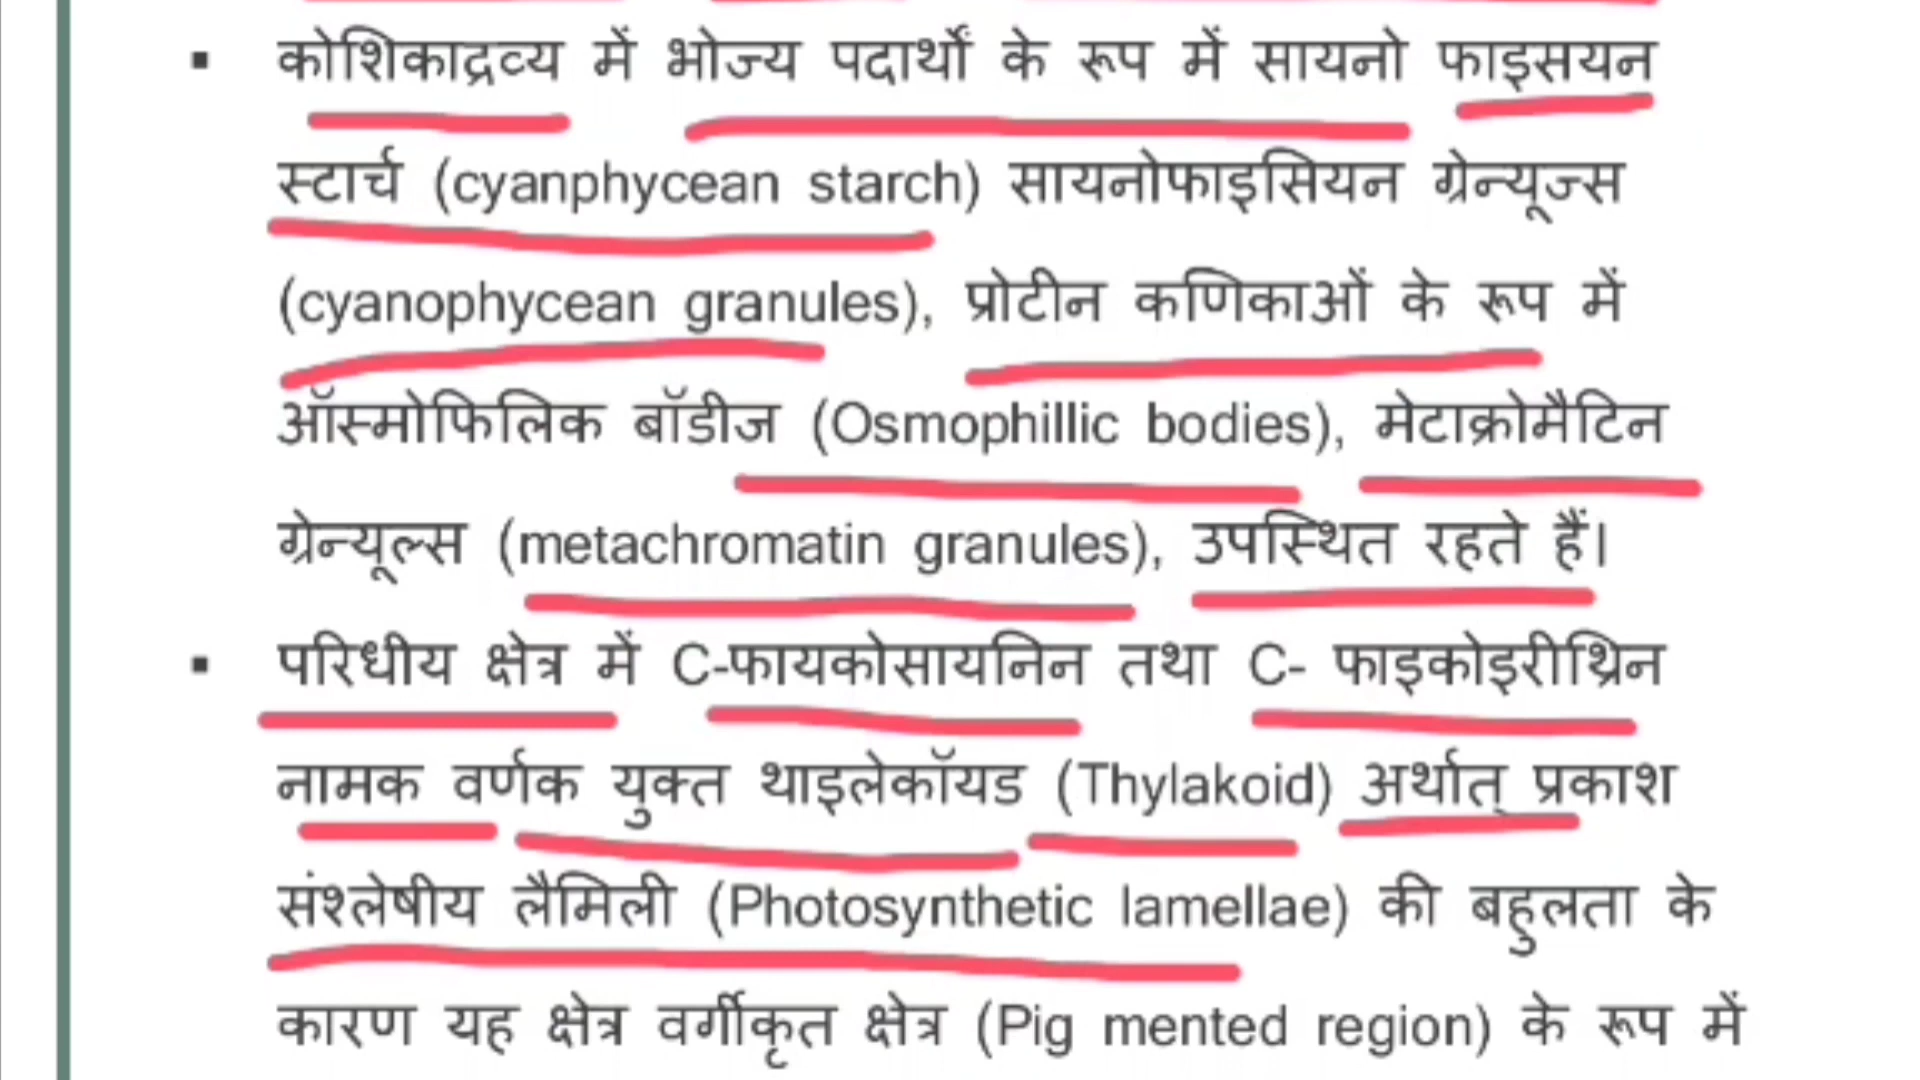 ▪ कोशिकाद्रव्य में भोज्य पदार्थों के रूप में सायनो फाइसयन
स्टार्च (cyanphycean starch) सायनोफाइसियन ग्रेन्यूज्स
(cyanophycean granules), प्रोटीन कणिकाओं के रूप में
ऑस्मोफिलिक बॉडीज (Osmophillic bodies), मेटाक्रोमैटिन
ग्रेन्यूल्स (metachromatin granules), उपस्थित रहते हैं।
▪ परिधीय क्षेत्र में C-फायकोसायनिन तथा C- फाइकोइरीथ्रिन
नामक वर्णक युक्त थाइलेकॉयड (Thylakoid) अर्थात् प्रकाश
संश्लेषीय लैमिली (Photosynthetic lamellae) की बहुलता के
कारण यह क्षेत्र वर्गीकृत क्षेत्र (Pig mented region) के रूप में